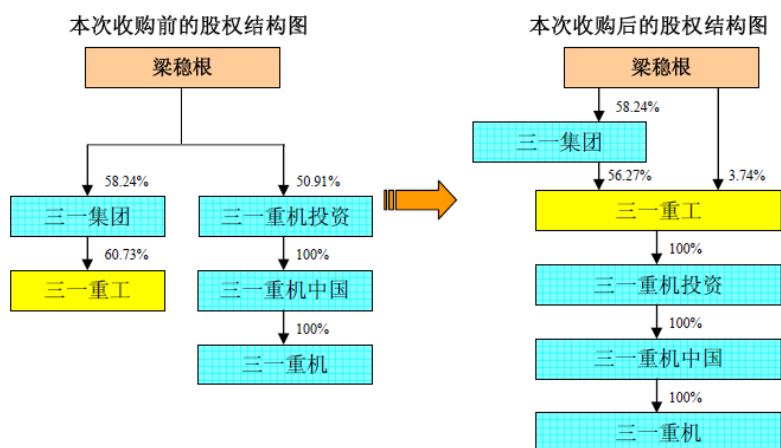 本次收购前的股权结构图
梁稳根
58.24%
50.91%
三一集团
三一重机投资
60.73%
100%
三一重工
三一重机中国
100%
三一重机
本次收购后的股权结构图
梁稳根
58.24%
三一集团
56.27%
3.74%
三一重工
100%
三一重机投资
100%
三一重机中国
100%
三一重机